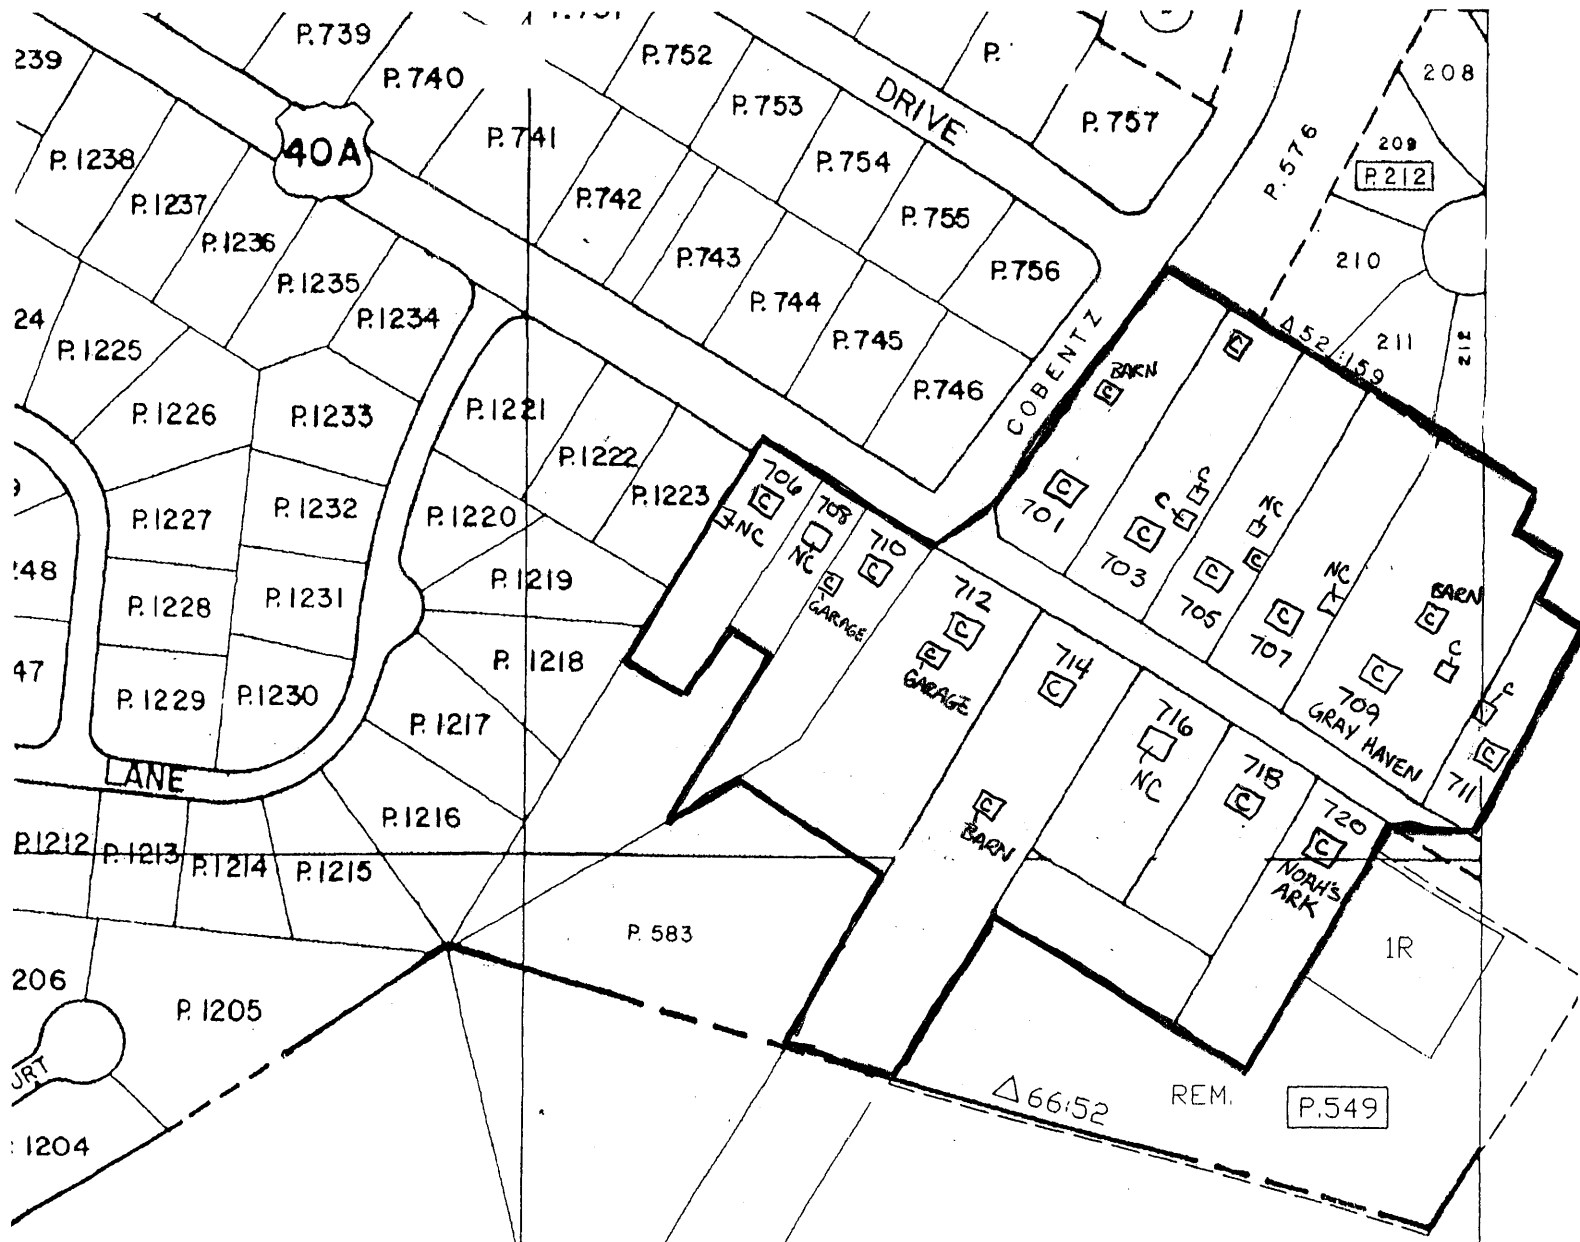 P.739
239
P.740
P.752
P.
208
P.753
DRIVE
P.757
P.741
P.1238
40A
P.754
209
P.212
P.576
P.1237
P.742
P.755
P.1236
P.743
P.756
210
P.1235
P.744
24
P.1234
P.745
COBENTZ
Δ52:159
211
212
P.1225
C
P.746
BARN
C
P.1226
P.1233
P.1221
P.1222
706
C
NC
P.1223
708
NC
710
C
C
GARAGE
C
701
C
C
C
703
NC
C
C
705
NC
C
707
P.1227
P.1232
P.1220
248
P.1219
712
C
C
GARAGE
BARN
C
C
C
709
GRAY HAVEN
C
C
711
P.1228
P.1231
714
C
P.1218
47
P.1229
P.1230
P.1217
716
NC
718
C
LANE
P.1216
720
C
NOAH'S
ARK
C
BARN
P.1212
P.1213
P.1214
P.1215
P. 583
1R
206
P. 1205
URT
Δ66:52
REM.
P.549
1204